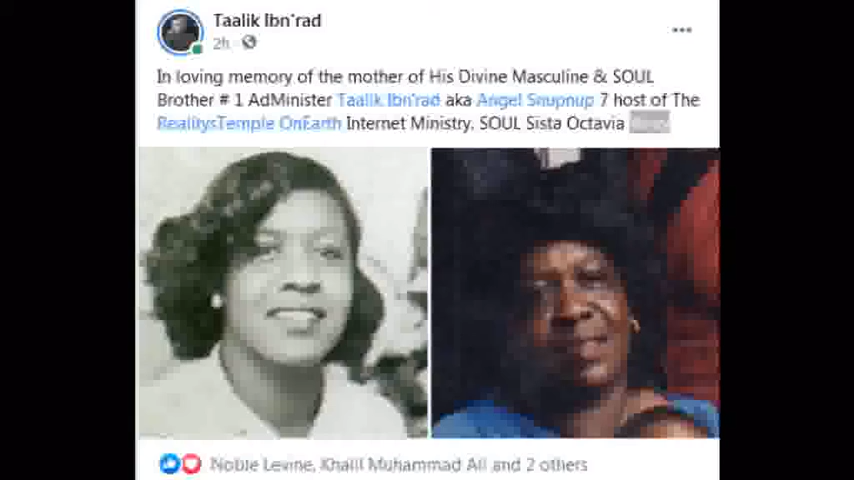 Taalik Ibn'rad
2h
In loving memory of the mother of His Divine Masculine & SOUL
Brother # 1 AdMinister Taalik Ibn'rad aka Angel Snupnup 7 host of The
RealitysTemple OnEarth Internet Ministry, SOUL Sista Octavia
Noble Levine, Khalil Muhammad Ali and 2 others